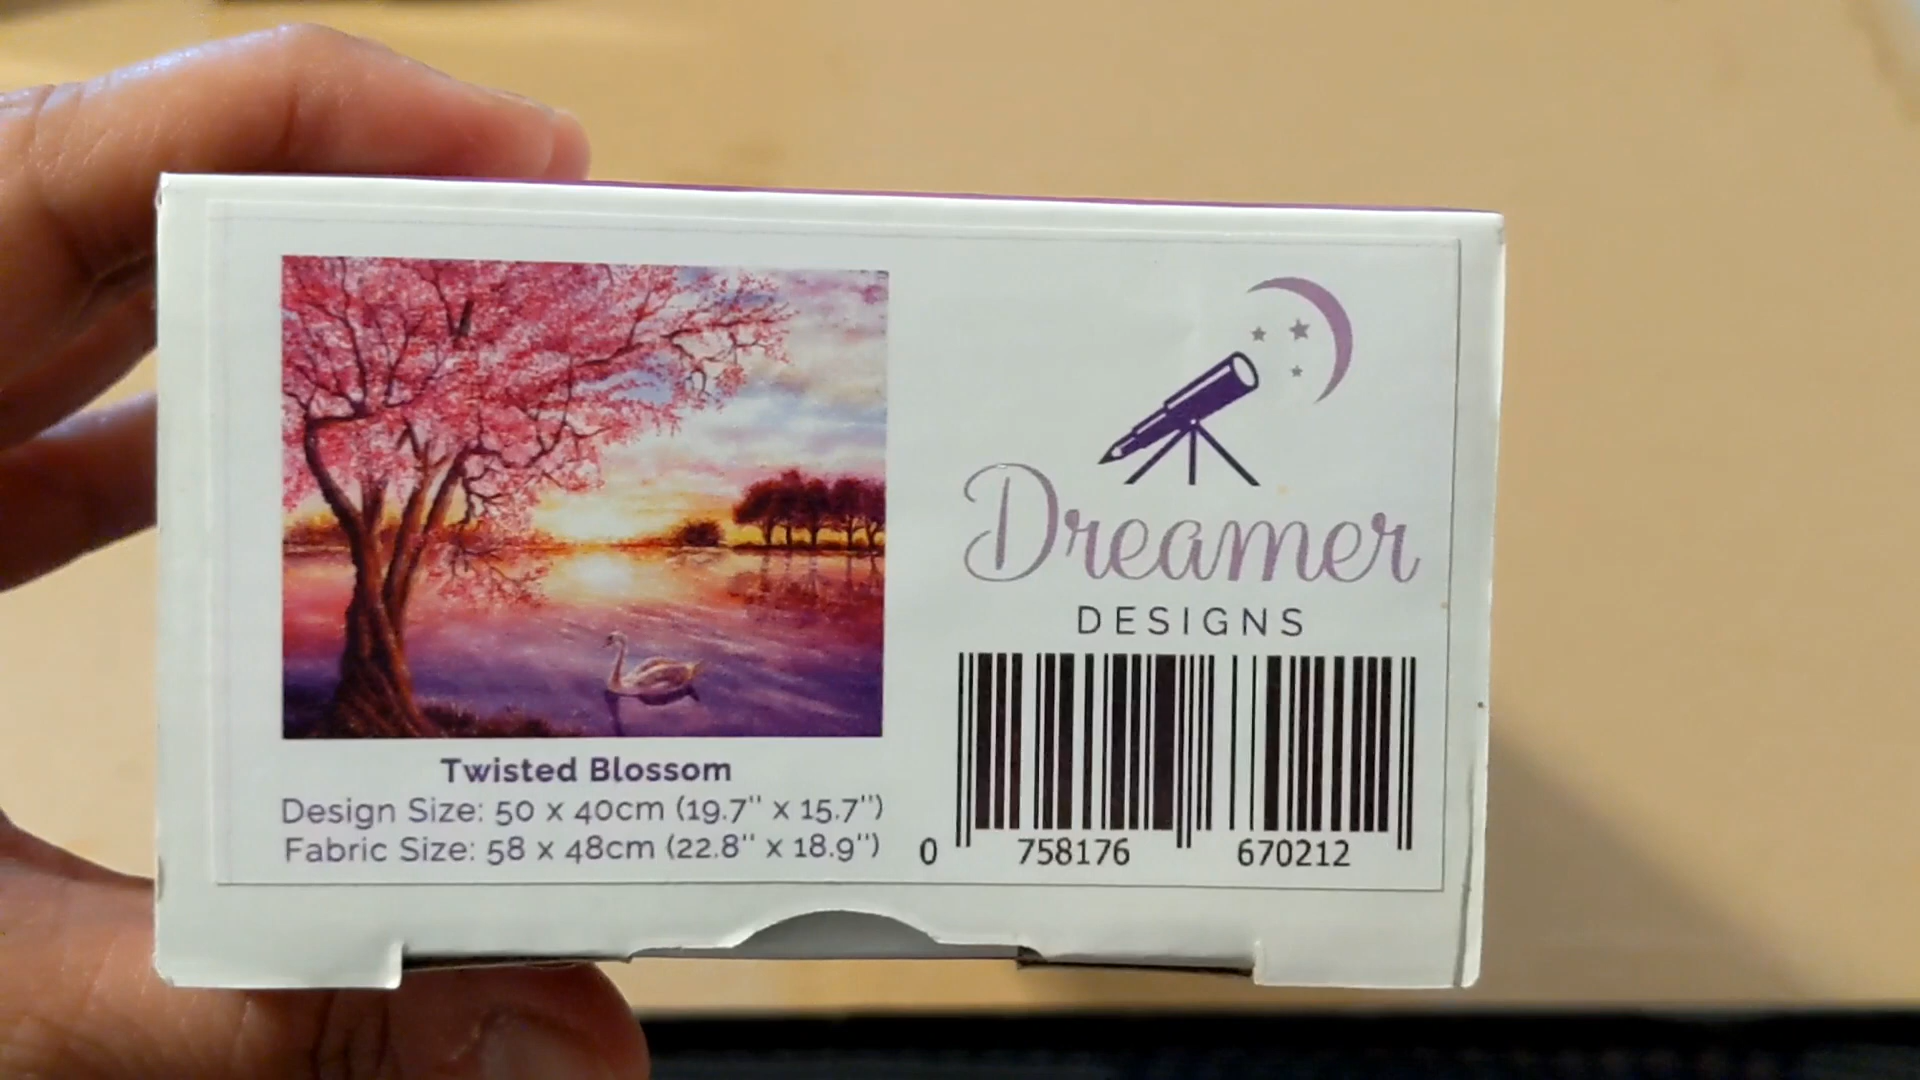 Dreamer
DESIGNS
Twisted Blossom
Design Size: 50 x 40cm (19.7" x 15.7")
Fabric Size: 58 x 48cm (22.8" x 18.9")
0 758176 670212